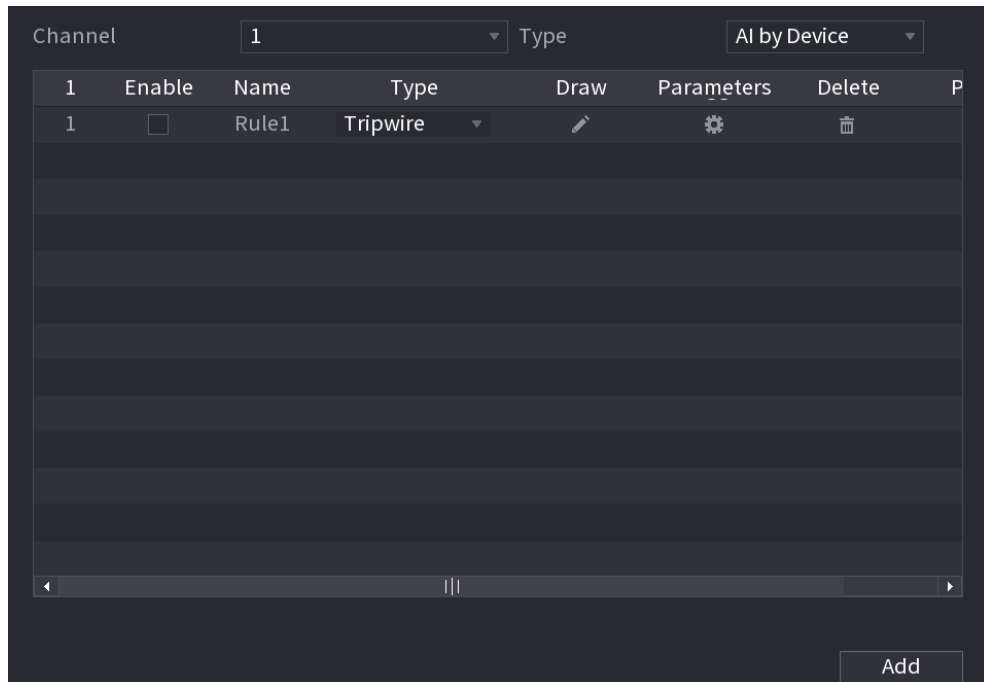 Channel 1 Type AI by Device
1 Enable Name Type Draw Parameters Delete P
1 Rule1 Tripwire
Add